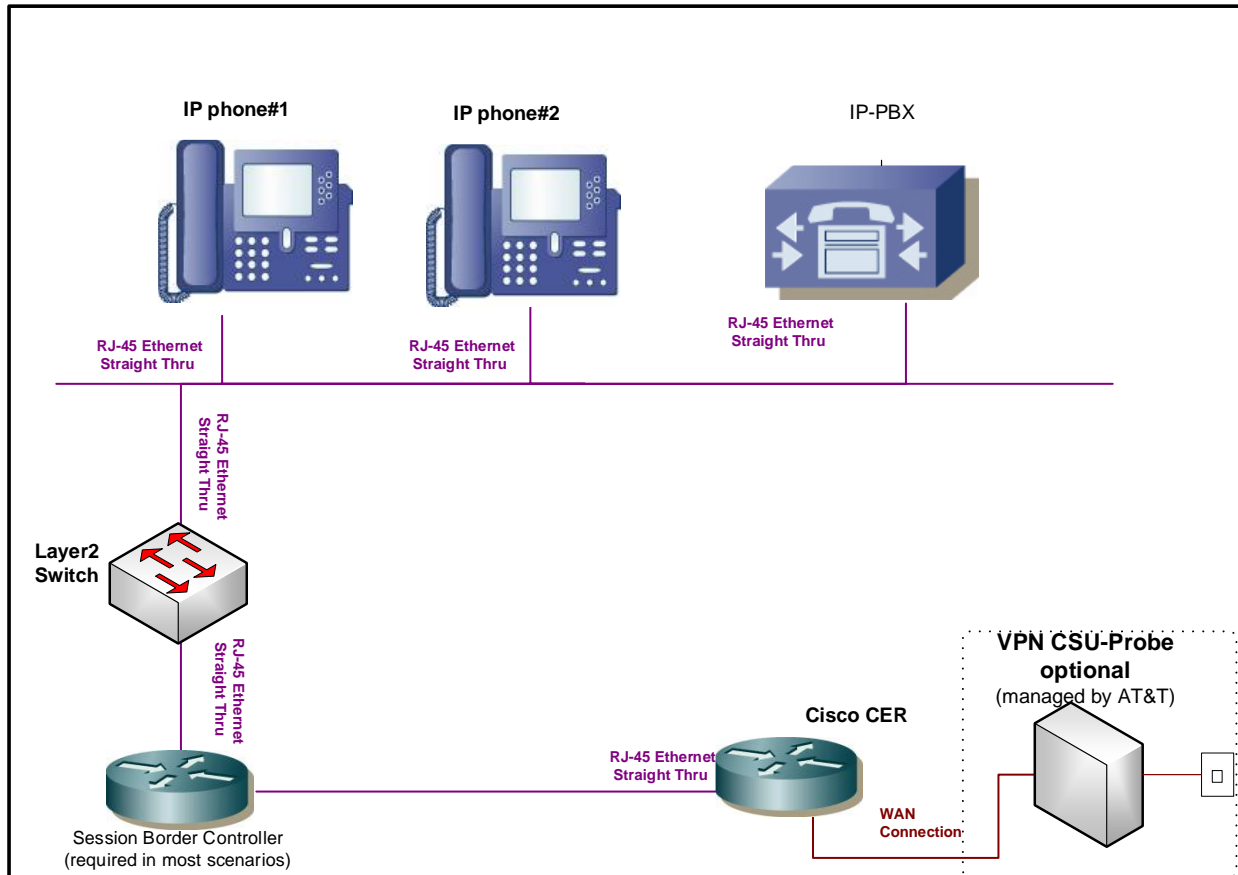 IP phone#1
IP phone#2
IP-PBX
RJ-45 Ethernet
Straight Thru
RJ-45 Ethernet
Straight Thru
RJ-45 Ethernet
Straight Thru
RJ-45 Ethernet
Straight Thru
Layer2
Switch
RJ-45 Ethernet
Straight Thru
VPN CSU-Probe
optional
(managed by AT&T)
Cisco CER
RJ-45 Ethernet
Straight Thru
WAN
Connection
Session Border Controller
(required in most scenarios)